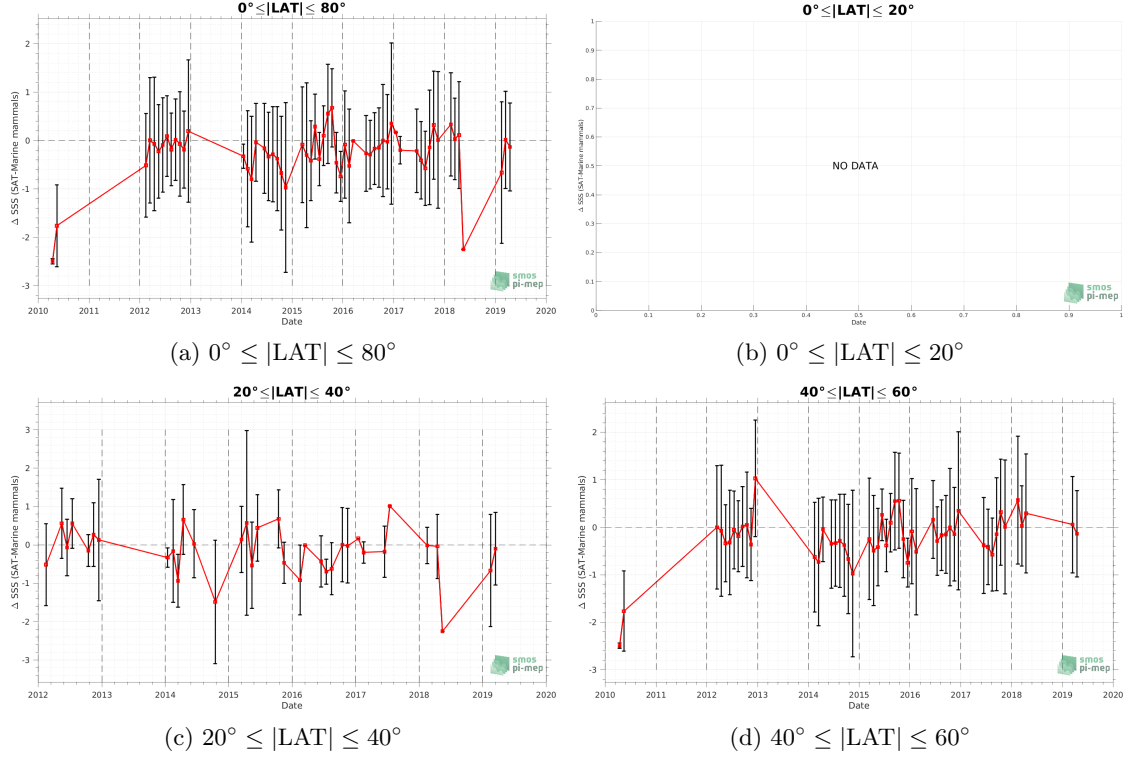 0°≤|LAT|≤ 80°
Δ SSS (SAT-Marine mammals)
2
1
0
-1
-2
-3
2010 2011 2012 2013 2014 2015 2016 2017 2018 2019 2020
Date
smos
pi-mep
(a) 0° ≤ |LAT| ≤ 80°
0°≤|LAT|≤ 20°
Δ SSS (SAT-Marine mammals)
1
0.9
0.8
0.7
0.6
0.5
0.4
0.3
0.2
0.1
0
NO DATA
0 0.1 0.2 0.3 0.4 0.5 0.6 0.7 0.8 0.9 1
Date
smos
pi-mep
(b) 0° ≤ |LAT| ≤ 20°
20°≤|LAT|≤ 40°
Δ SSS (SAT-Marine mammals)
3
2
1
0
-1
-2
-3
2012 2013 2014 2015 2016 2017 2018 2019 2020
Date
smos
pi-mep
(c) 20° ≤ |LAT| ≤ 40°
40°≤|LAT|≤ 60°
Δ SSS (SAT-Marine mammals)
2
1
0
-1
-2
-3
2010 2011 2012 2013 2014 2015 2016 2017 2018 2019 2020
Date
smos
pi-mep
(d) 40° ≤ |LAT| ≤ 60°